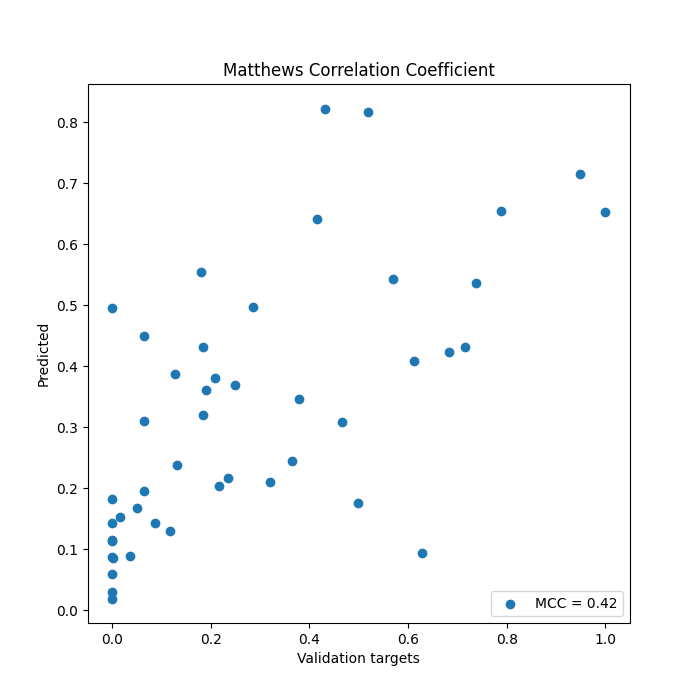 Matthews Correlation Coefficient
0.8
0.7
0.6
0.5
0.4
0.3
0.2
0.1
0.0
Predicted
MCC = 0.42
0.0 0.2 0.4 0.6 0.8 1.0
Validation targets